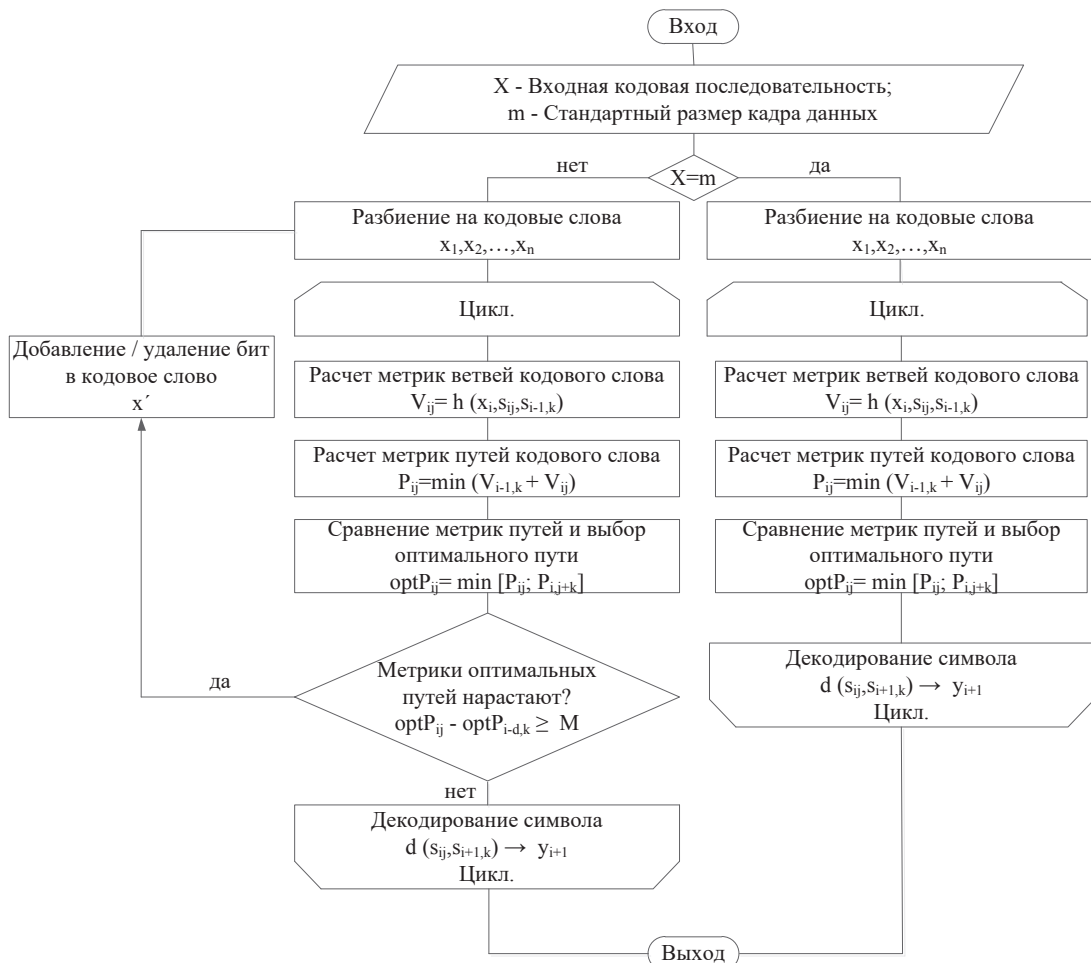 Вход
X - Входная кодовая последовательность;
m - Стандартный размер кадра данных
нет
X=m
да
Разбиение на кодовые слова
x₁,x₂,…,xₙ
Цикл.
Добавление / удаление бит
в кодовое слово
x´
Расчет метрик ветвей кодового слова
Vᵢⱼ= h (xᵢ,sᵢⱼ,sᵢ₋₁,ₖ)
Расчет метрик путей кодового слова
Pᵢⱼ=min (Vᵢ₋₁,ₖ + Vᵢⱼ)
Сравнение метрик путей и выбор
оптимального пути
optPᵢⱼ= min [Pᵢⱼ; Pᵢ,ⱼ₊ₖ]
да
Метрики оптимальных
путей нарастают?
optPᵢⱼ - optPᵢ₋d,ₖ ≥ M
нет
Декодирование символа
d (sᵢⱼ,sᵢ₊₁,ₖ) → yᵢ₊₁
Цикл.
Разбиение на кодовые слова
x₁,x₂,…,xₙ
Цикл.
Расчет метрик ветвей кодового слова
Vᵢⱼ= h (xᵢ,sᵢⱼ,sᵢ₋₁,ₖ)
Расчет метрик путей кодового слова
Pᵢⱼ=min (Vᵢ₋₁,ₖ + Vᵢⱼ)
Сравнение метрик путей и выбор
оптимального пути
optPᵢⱼ= min [Pᵢⱼ; Pᵢ,ⱼ₊ₖ]
Декодирование символа
d (sᵢⱼ,sᵢ₊₁,ₖ) → yᵢ₊₁
Цикл.
Выход